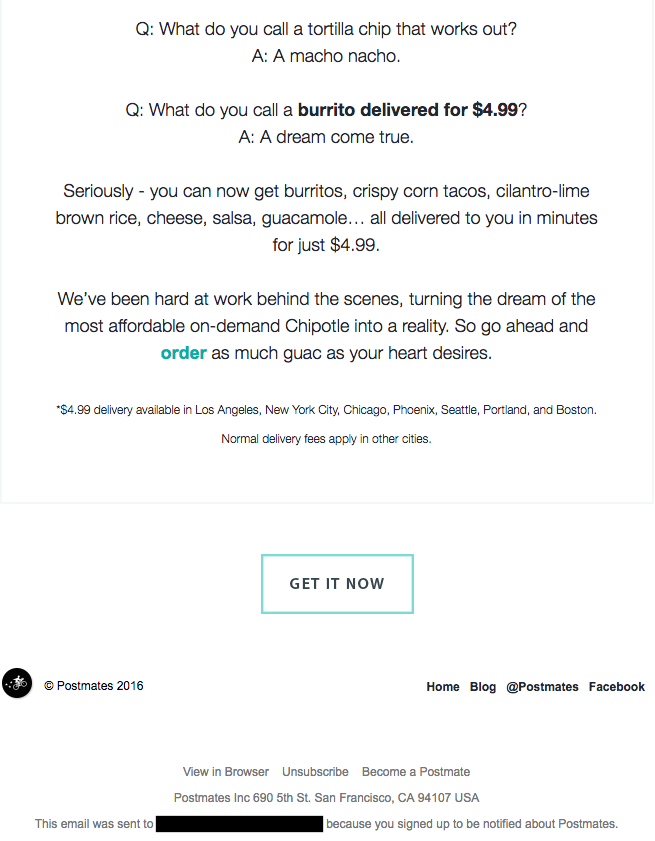 Q: What do you call a tortilla chip that works out?
A: A macho nacho.
Q: What do you call a burrito delivered for $4.99?
A: A dream come true.
Seriously - you can now get burritos, crispy corn tacos, cilantro-lime
brown rice, cheese, salsa, guacamole… all delivered to you in minutes
for just $4.99.
We've been hard at work behind the scenes, turning the dream of the
most affordable on-demand Chipotle into a reality. So go ahead and
order as much guac as your heart desires.
*$4.99 delivery available in Los Angeles, New York City, Chicago, Phoenix, Seattle, Portland, and Boston.
Normal delivery fees apply in other cities.
GET IT NOW
© Postmates 2016 Home Blog @Postmates Facebook
View in Browser Unsubscribe Become a Postmate
Postmates Inc 690 5th St. San Francisco, CA 94107 USA
This email was sent to because you signed up to be notified about Postmates.